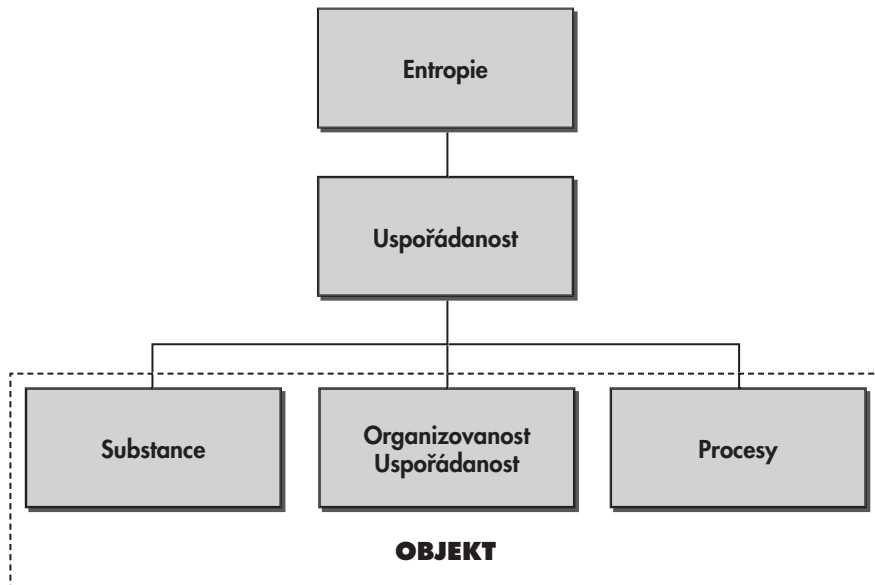 Entropie
Uspořádanost
Substance
Organizovanost
Uspořádanost
Procesy
OBJEKT